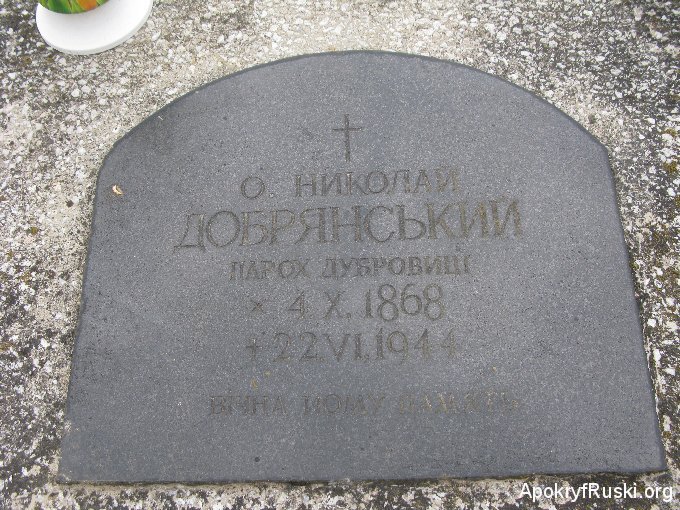 О. НИКОЛАЙ
ДОБРЯНСЬКИЙ
ПАРОХ ДУБРОВИЦІ
× 4.X.1868
+ 22.VI.1944
ВІЧНА ЙОМУ ПАМЯТЬ
ApokryfRuski.org